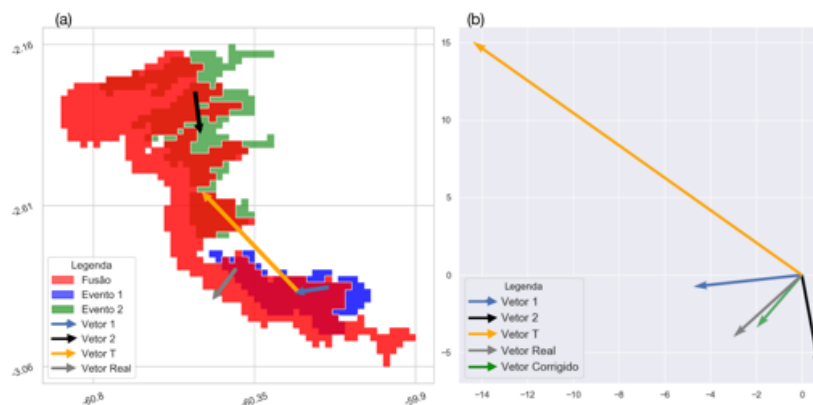 (a)
-2.16
-2.61
-3.06
Legenda
Fusão
Evento 1
Evento 2
Vetor 1
Vetor 2
Vetor T
Vetor Real
-60.8
-60.35
-59.9
(b)
15
10
5
0
-5
Legenda
Vetor 1
Vetor 2
Vetor T
Vetor Real
Vetor Corrigido
-14 -12 -10 -8 -6 -4 -2 0